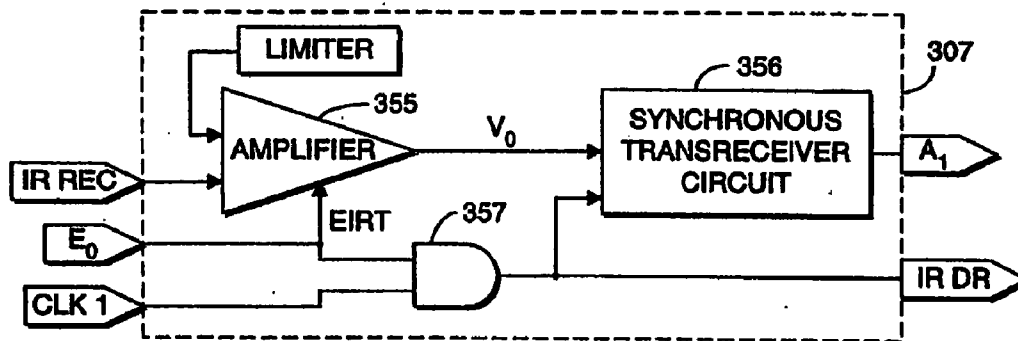 LIMITER
355
356
307
AMPLIFIER
V0
SYNCHRONOUS
TRANSRECEIVER
CIRCUIT
A1
IR REC
EIRT
357
E0
CLK 1
IR DR